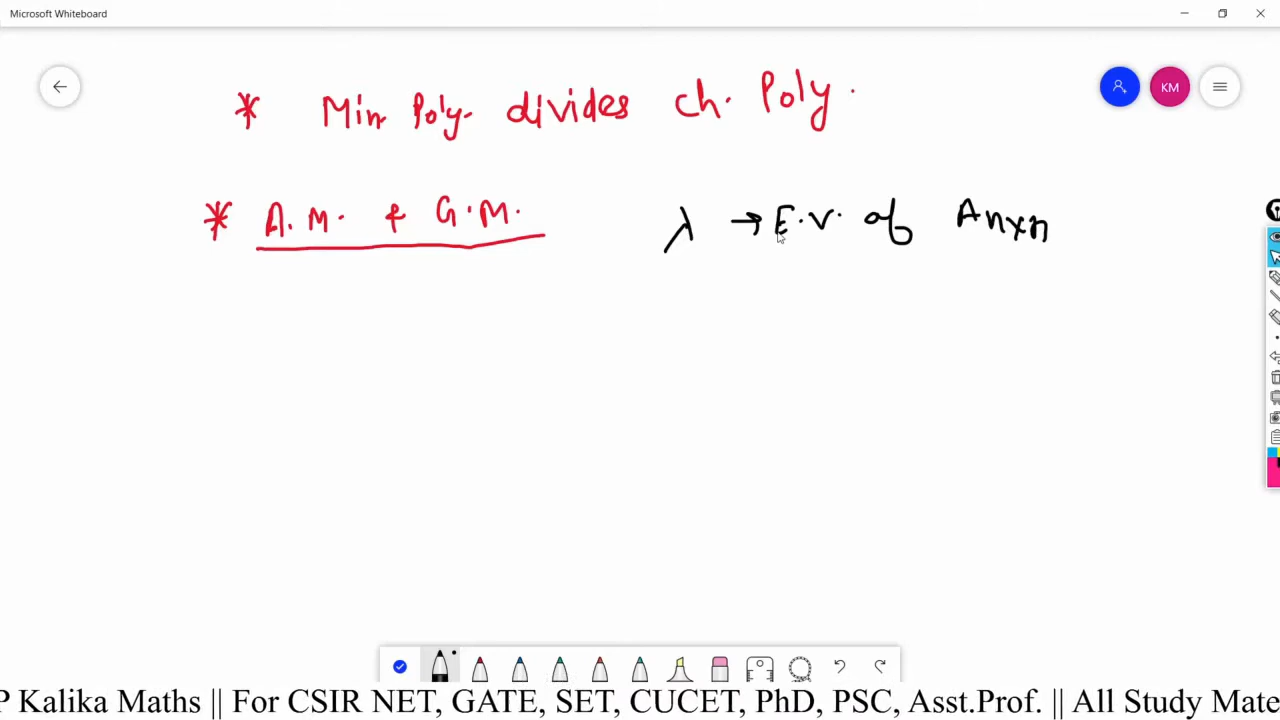 Microsoft Whiteboard
KM
* Min Poly. divides ch. Poly.
* A.M. & G.M. λ → E.V. of Anxn
P Kalika Maths || For CSIR NET, GATE, SET, CUCET, PhD, PSC, Asst.Prof. || All Study Mate